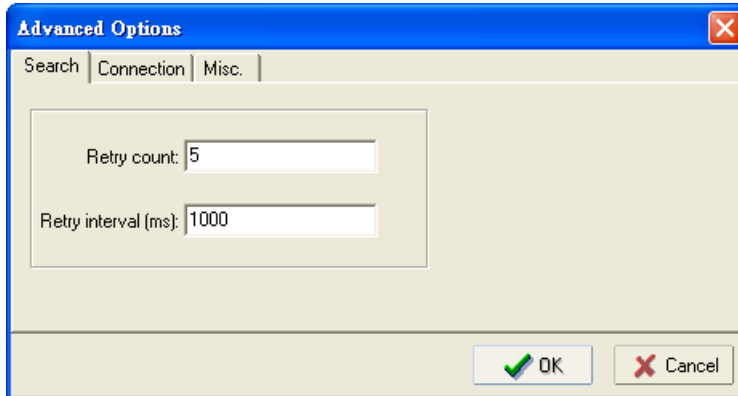 Advanced Options
Search Connection Misc.
Retry count: 5
Retry interval (ms): 1000
OK Cancel